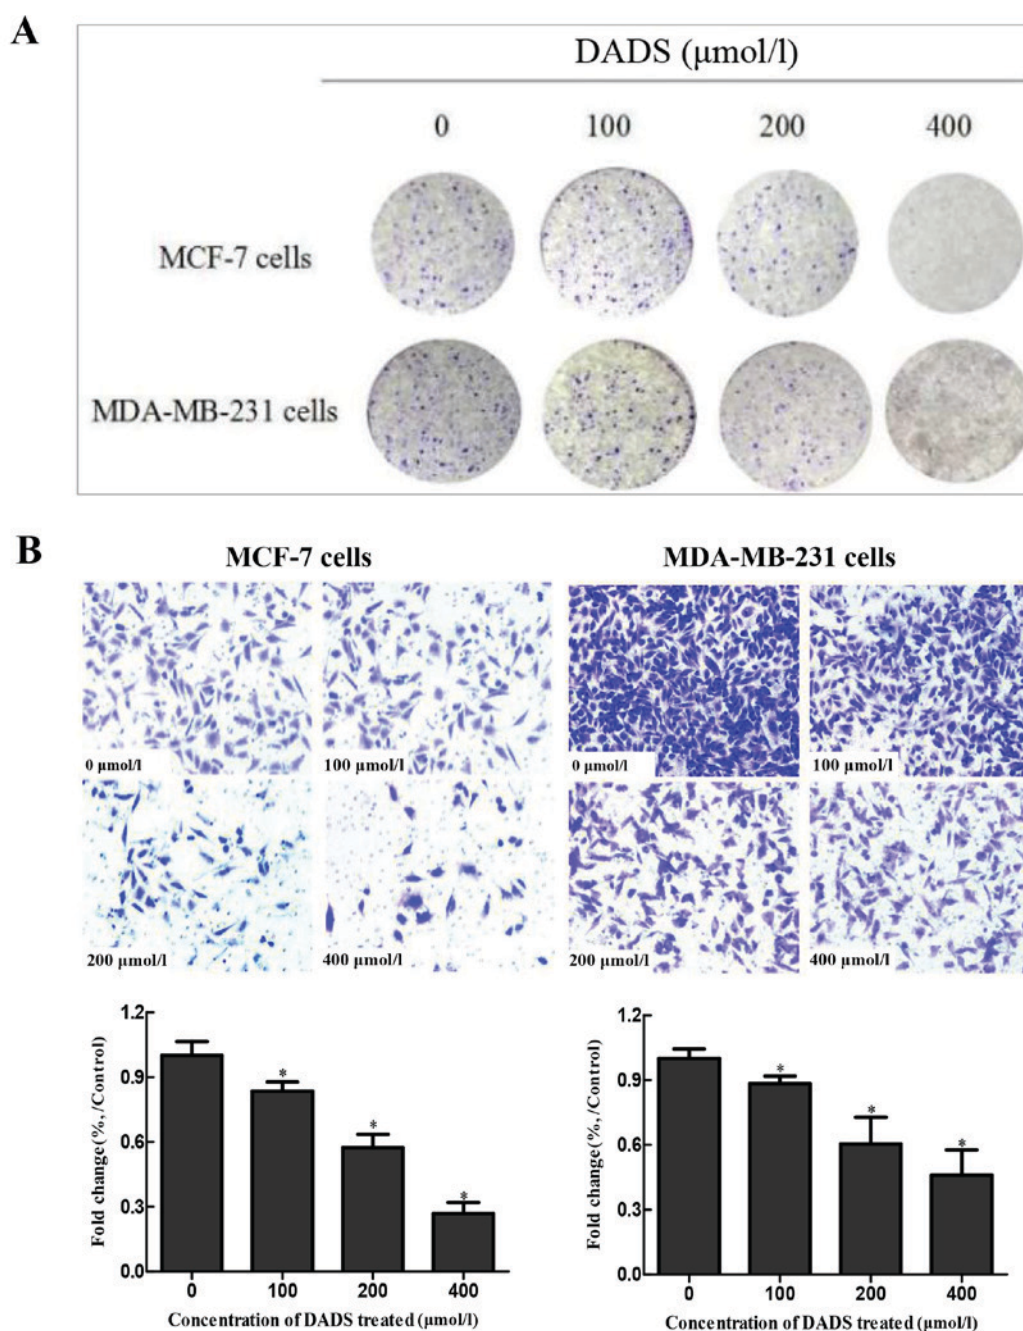 A
DADS (μmol/l)
0 100 200 400
MCF-7 cells
MDA-MB-231 cells
B
MCF-7 cells MDA-MB-231 cells
0 μmol/l 100 μmol/l 0 μmol/l 100 μmol/l
200 μmol/l 400 μmol/l 200 μmol/l 400 μmol/l
Fold change(%,/Control)
1.2
0.9
0.6
0.3
0.0
* * *
0 100 200 400
Concentration of DADS treated (μmol/l)
Fold change(%,/Control)
1.2
0.9
0.6
0.3
0.0
* * *
0 100 200 400
Concentration of DADS treated (μmol/l)